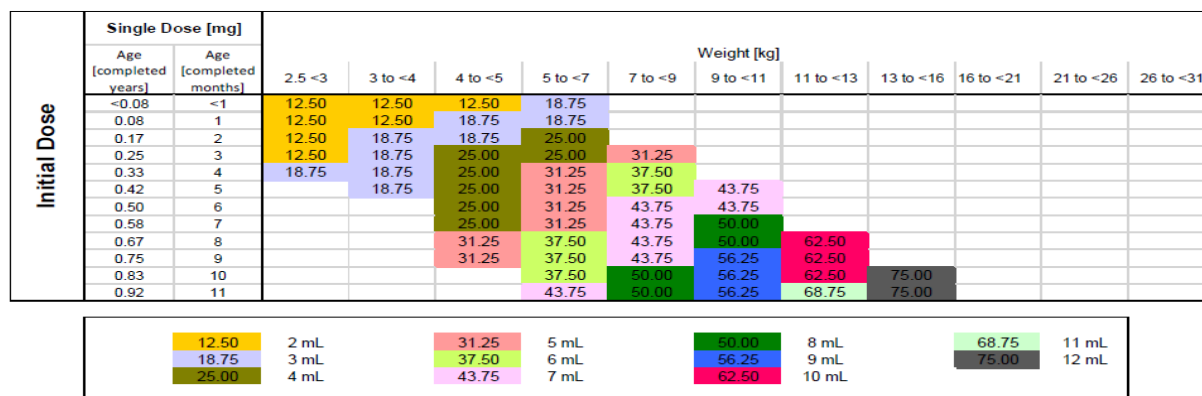 Initial Dose
Single Dose [mg]
Weight [kg]
Age [completed years] Age [completed months] 2.5 <3 3 to <4 4 to <5 5 to <7 7 to <9 9 to <11 11 to <13 13 to <16 16 to <21 21 to <26 26 to <31
<0.08 <1 12.50 12.50 12.50 18.75
0.08 1 12.50 12.50 18.75 18.75
0.17 2 12.50 18.75 18.75 25.00
0.25 3 12.50 18.75 25.00 25.00 31.25
0.33 4 18.75 18.75 25.00 31.25 37.50
0.42 5 18.75 25.00 31.25 37.50 43.75
0.50 6 25.00 31.25 43.75 43.75
0.58 7 25.00 31.25 43.75 50.00
0.67 8 31.25 37.50 43.75 50.00 62.50
0.75 9 31.25 37.50 43.75 56.25 62.50
0.83 10 37.50 50.00 56.25 62.50 75.00
0.92 11 43.75 50.00 56.25 68.75 75.00
12.50 2 mL 31.25 5 mL 50.00 8 mL 68.75 11 mL
18.75 3 mL 37.50 6 mL 56.25 9 mL 75.00 12 mL
25.00 4 mL 43.75 7 mL 62.50 10 mL